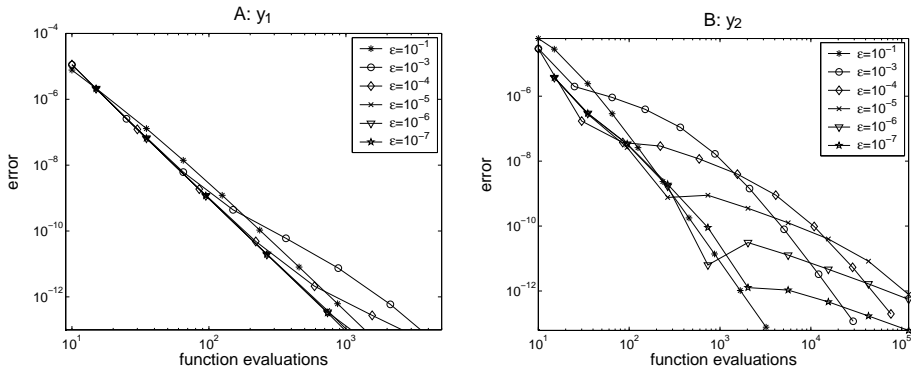 A: y₁
error
10⁻⁴
10⁻⁶
10⁻⁸
10⁻¹⁰
10⁻¹²
10¹ 10² 10³
function evaluations
ε=10⁻¹
ε=10⁻³
ε=10⁻⁴
ε=10⁻⁵
ε=10⁻⁶
ε=10⁻⁷
B: y₂
error
10⁻⁶
10⁻⁸
10⁻¹⁰
10⁻¹²
10¹ 10² 10³ 10⁴ 10⁵
function evaluations
ε=10⁻¹
ε=10⁻³
ε=10⁻⁴
ε=10⁻⁵
ε=10⁻⁶
ε=10⁻⁷